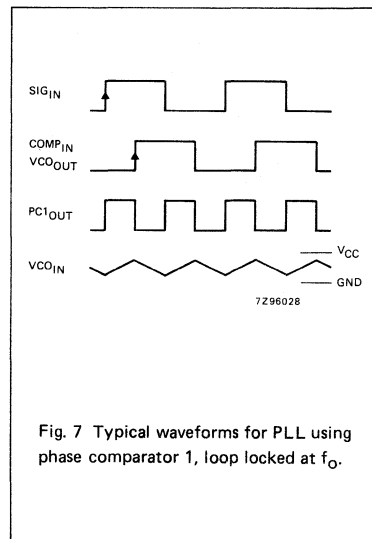 SIG_IN
COMP_IN
VCO_OUT
PC1_OUT
VCO_IN
V_CC
GND
7Z96028
Fig. 7 Typical waveforms for PLL using
phase comparator 1, loop locked at f_o.